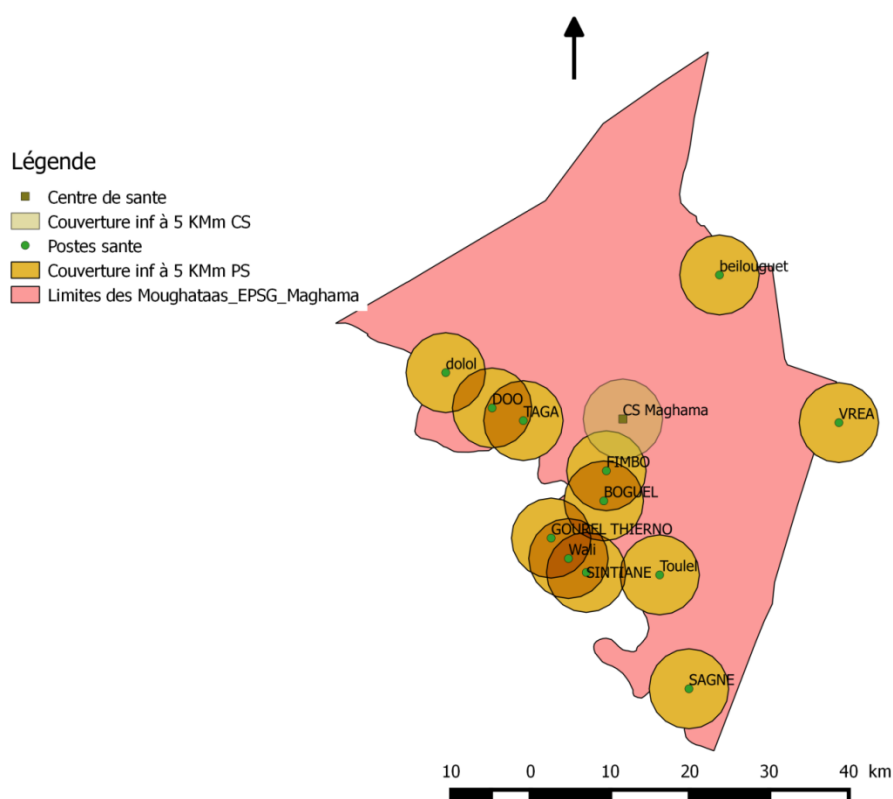 Légende
Centre de sante
Couverture inf à 5 KMm CS
Postes sante
Couverture inf à 5 KMm PS
Limites des Moughataas_EPSG_Maghama
beilouguet
dolol
DOO
TAGA
CS Maghama
VREA
FIMBO
BOGUEL
GOUREL THIERNO
Wali
SINTIANE
Toulel
SAGNE
10 0 10 20 30 40 km